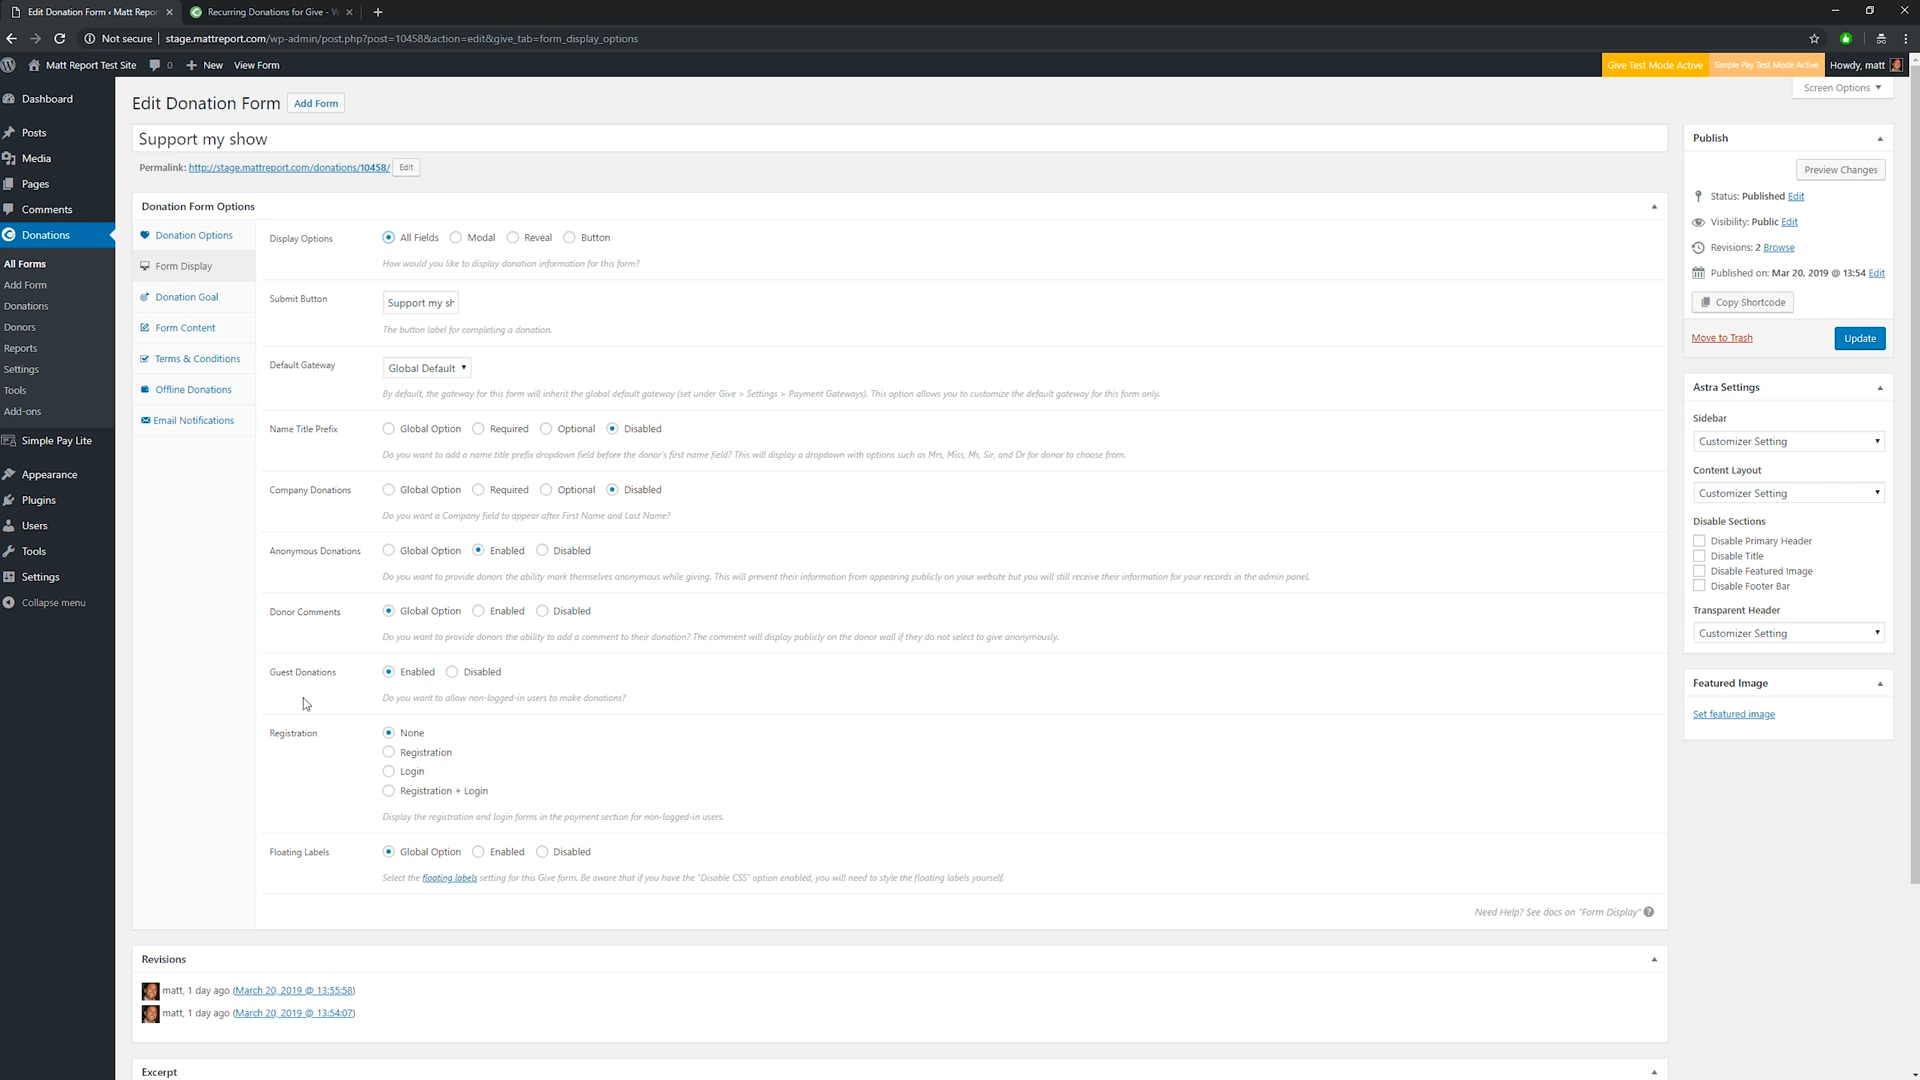 Edit Donation Form ‹ Matt Repor
Recurring Donations for Give -
Not secure
stage.mattreport.com/wp-admin/post.php?post=10458&action=edit&give_tab=form_display_options
Matt Report Test Site 0 New View Form
Give Test Mode Active Simple Pay Test Mode Active Howdy, matt
Screen Options
Dashboard
Posts
Media
Pages
Comments
Donations
All Forms
Add Form
Donations
Donors
Reports
Settings
Tools
Add-ons
Simple Pay Lite
Appearance
Plugins
Users
Tools
Settings
Collapse menu
Edit Donation Form Add Form
Support my show
Permalink: http://stage.mattreport.com/donations/10458/ Edit
Donation Form Options
Donation Options
Form Display
Donation Goal
Form Content
Terms & Conditions
Offline Donations
Email Notifications
Display Options All Fields Modal Reveal Button
How would you like to display donation information for this form?
Submit Button Support my sh
The button label for completing a donation.
Default Gateway Global Default
By default, the gateway for this form will inherit the global default gateway (set under Give > Settings > Payment Gateways). This option allows you to customize the default gateway for this form only.
Name Title Prefix Global Option Required Optional Disabled
Do you want to add a name title prefix dropdown field before the donor's first name field? This will display a dropdown with options such as Mrs, Miss, Ms, Sir, and Dr for donor to choose from.
Company Donations Global Option Required Optional Disabled
Do you want a Company field to appear after First Name and Last Name?
Anonymous Donations Global Option Enabled Disabled
Do you want to provide donors the ability mark themselves anonymous while giving. This will prevent their information from appearing publicly on your website but you will still receive their information for your records in the admin panel.
Donor Comments Global Option Enabled Disabled
Do you want to provide donors the ability to add a comment to their donation? The comment will display publicly on the donor wall if they do not select to give anonymously.
Guest Donations Enabled Disabled
Do you want to allow non-logged-in users to make donations?
Registration None
Registration
Login
Registration + Login
Display the registration and login forms in the payment section for non-logged-in users.
Floating Labels Global Option Enabled Disabled
Select the floating labels setting for this Give form. Be aware that if you have the "Disable CSS" option enabled, you will need to style the floating labels yourself.
Need Help? See docs on "Form Display"
Revisions
matt, 1 day ago (March 20, 2019 @ 13:55:58)
matt, 1 day ago (March 20, 2019 @ 13:54:07)
Excerpt
Publish
Preview Changes
Status: Published Edit
Visibility: Public Edit
Revisions: 2 Browse
Published on: Mar 20, 2019 @ 13:54 Edit
Copy Shortcode
Move to Trash Update
Astra Settings
Sidebar
Customizer Setting
Content Layout
Customizer Setting
Disable Sections
Disable Primary Header
Disable Title
Disable Featured Image
Disable Footer Bar
Transparent Header
Customizer Setting
Featured Image
Set featured image